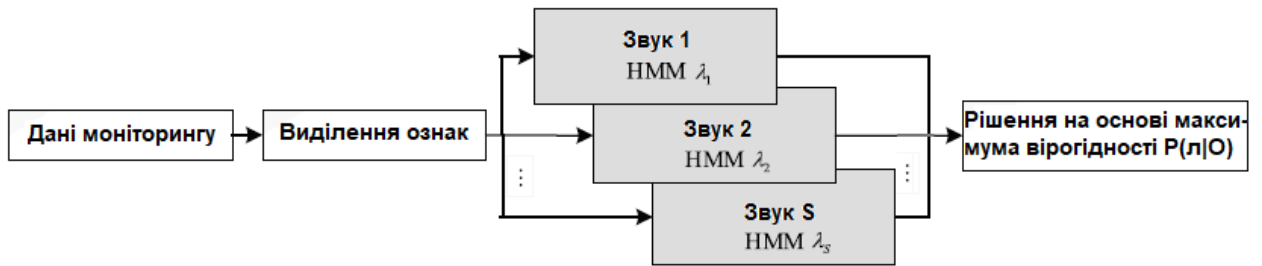 Звук 1
HMM λ₁
Дані моніторингу
Виділення ознак
Звук 2
HMM λ₂
Рішення на основі макси-
мума вірогідності P(л|O)
⋮
⋮
Звук S
HMM λₛ